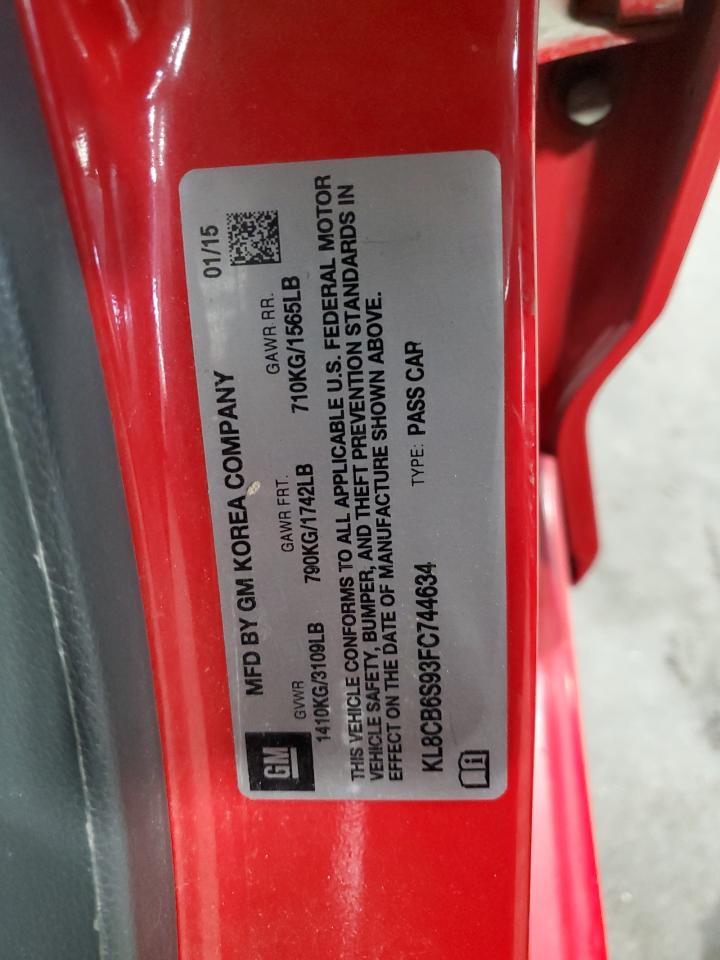 GM
MFD BY GM KOREA COMPANY
01/15
GVWR
GAWR FRT.
GAWR RR.
1410KG/3109LB
790KG/1742LB
710KG/1565LB
THIS VEHICLE CONFORMS TO ALL APPLICABLE U.S. FEDERAL MOTOR
VEHICLE SAFETY, BUMPER, AND THEFT PREVENTION STANDARDS IN
EFFECT ON THE DATE OF MANUFACTURE SHOWN ABOVE.
KL8CB6S93FC744634
TYPE: PASS CAR